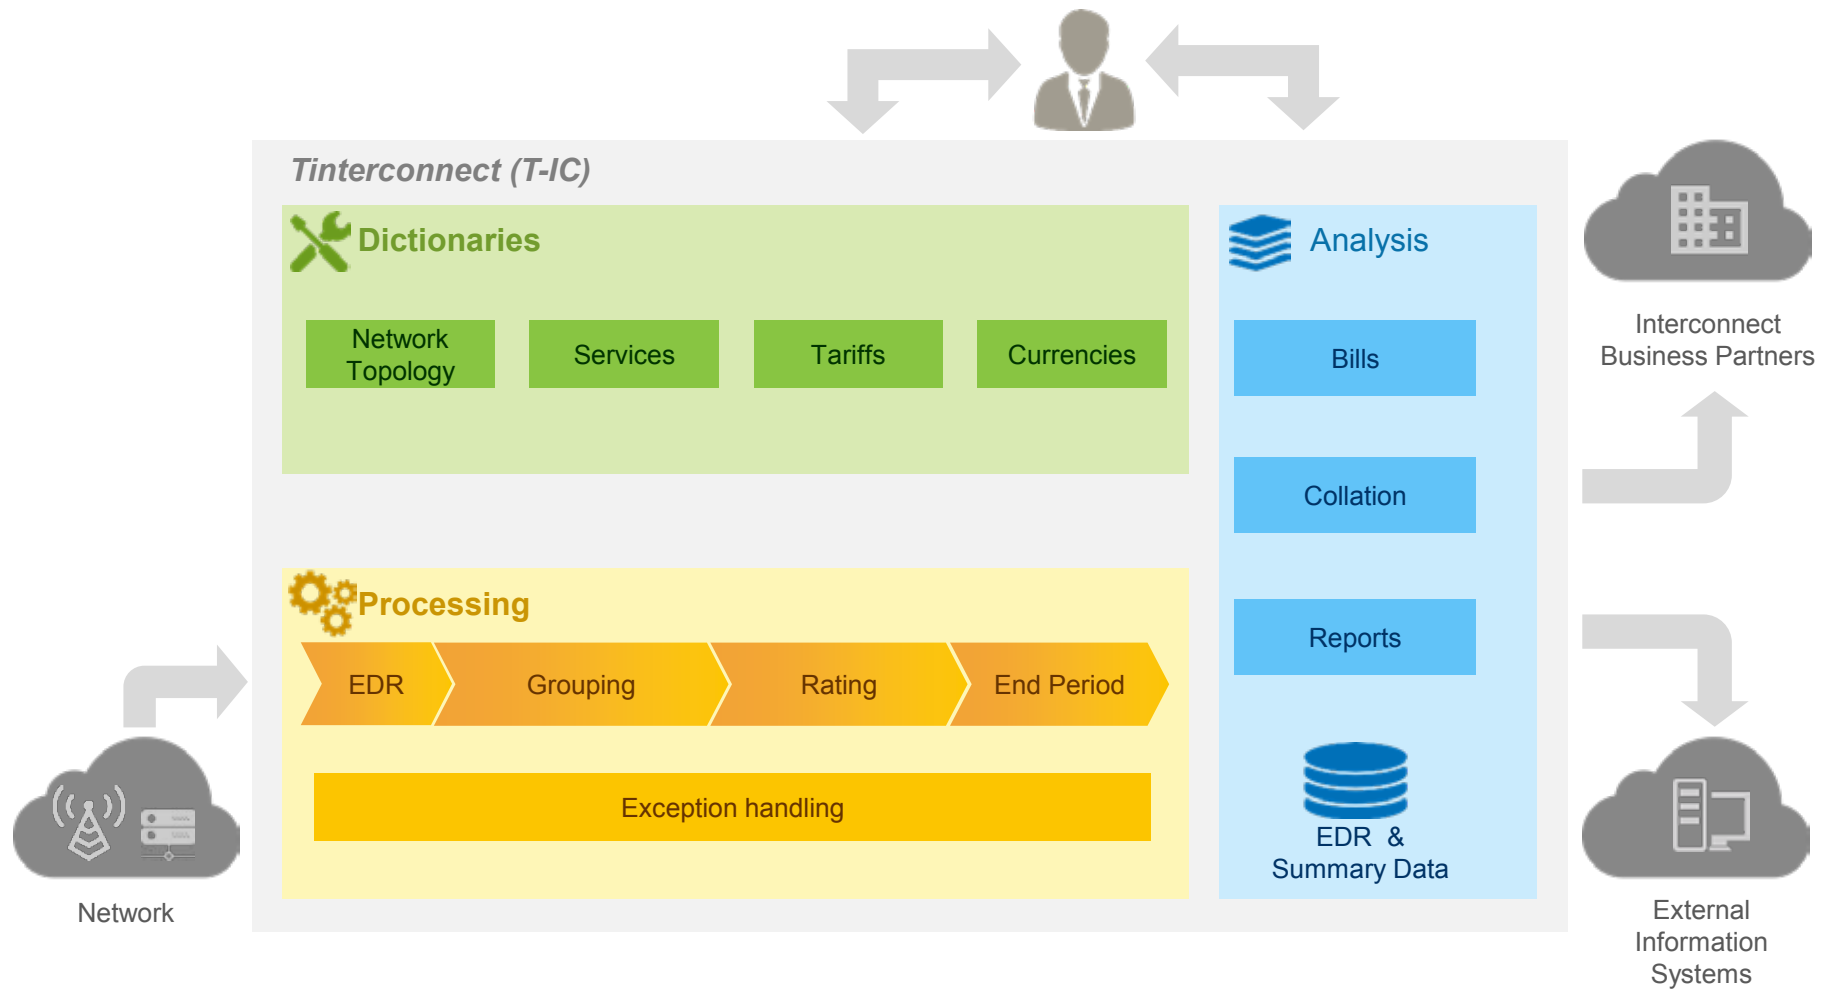 Tinterconnect (T-IC)
Dictionaries
Network
Topology
Services
Tariffs
Currencies
Processing
EDR
Grouping
Rating
End Period
Exception handling
Analysis
Bills
Collation
Reports
EDR &
Summary Data
Network
Interconnect
Business Partners
External
Information
Systems